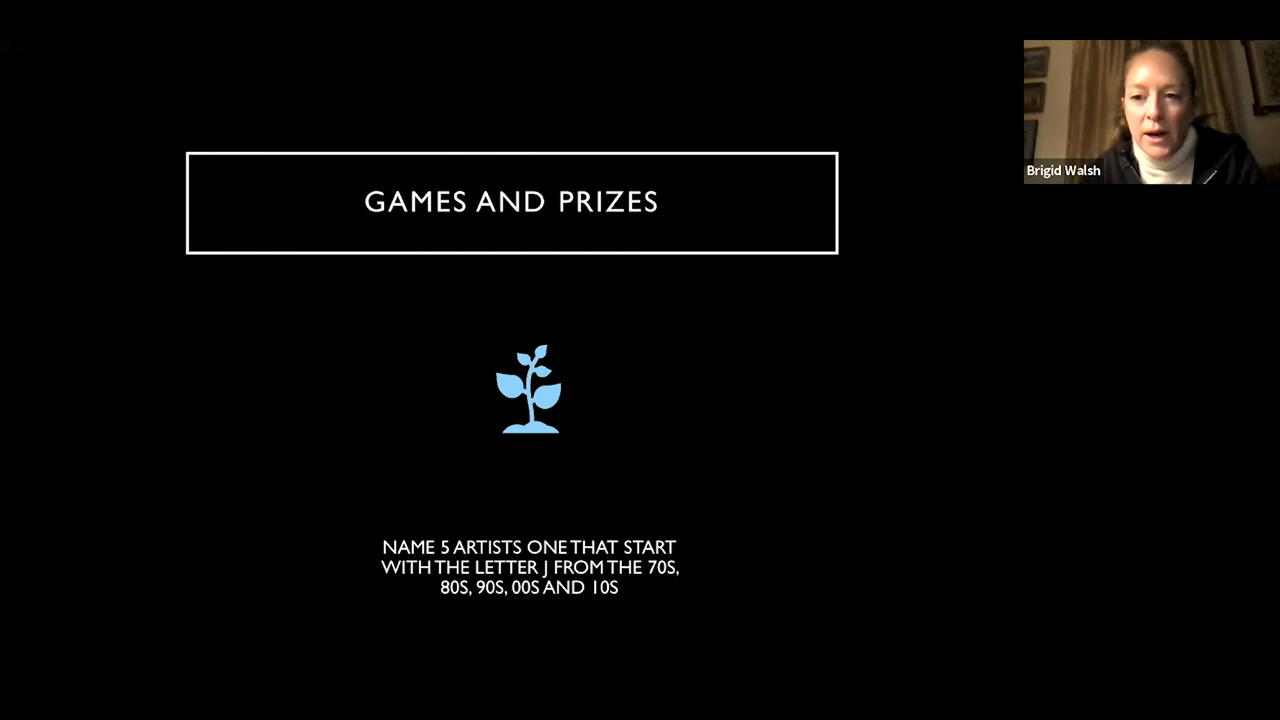 GAMES AND PRIZES
Brigid Walsh
NAME 5 ARTISTS ONE THAT START
WITH THE LETTER J FROM THE 70S,
80S, 90S, 00S AND 10S